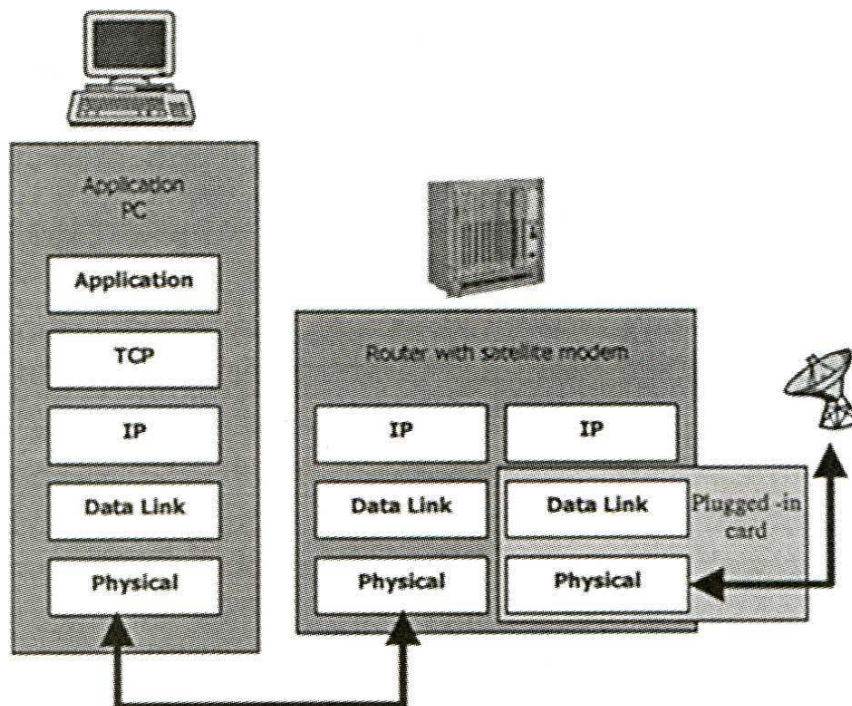 Application
PC
Application
TCP
IP
Data Link
Physical
Router with satellite modem
IP
IP
Data Link
Data Link
Physical
Physical
Plugged -in
card